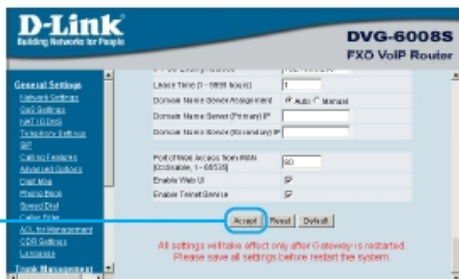 D-Link
Building Networks for People
DVG-6008S
FXO VoIP Router
General Settings
Network Settings
QoS Settings
NAT / DDNS
Telephony Settings
SIP
Calling Features
Advanced Options
Digit Map
Phone Book
Speed Dial
Caller Filter
ACL for Management
CDR Settings
Language
Trunk Management
Lease Time (1 - 9999 hours)
1
Domain Name Server Assignment
Auto
Manual
Domain Name Server (Primary) IP
Domain Name Server (Secondary) IP
Port of Web Access from WAN
(0:disable, 1 - 65535)
80
Enable Web UI
Enable Telnet Service
Accept
Reset
Default
All settings will take effect only after Gateway is restarted.
Please save all settings before restart the system.